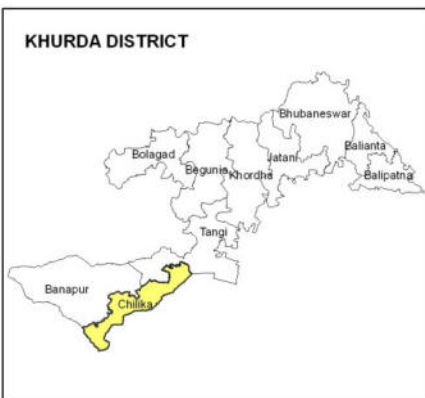 KHURDA DISTRICT
Bhubaneswar
Bolagad
Begunia
Khordha
Jatani
Balianta
Balipatna
Tangi
Banapur
Chilika